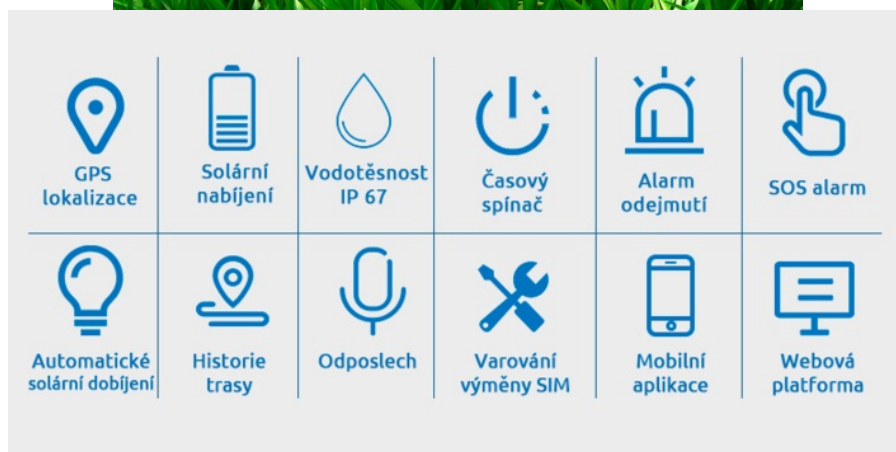 GPS
lokalizace
Solární
nabíjení
Vodotěsnost
IP 67
Časový
spínač
Alarm
odejmutí
SOS alarm
Automatické
solární dobíjení
Historie
trasy
Odposlech
Varování
výměny SIM
Mobilní
aplikace
Webová
platforma